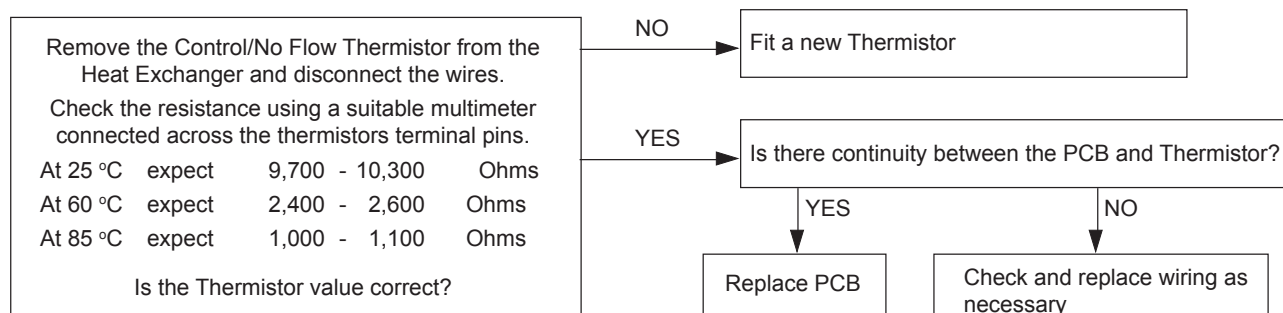 Remove the Control/No Flow Thermistor from the
Heat Exchanger and disconnect the wires.
Check the resistance using a suitable multimeter
connected across the thermistors terminal pins.
At 25 °C expect 9,700 - 10,300 Ohms
At 60 °C expect 2,400 - 2,600 Ohms
At 85 °C expect 1,000 - 1,100 Ohms
Is the Thermistor value correct?
NO
Fit a new Thermistor
YES
Is there continuity between the PCB and Thermistor?
YES
Replace PCB
NO
Check and replace wiring as
necessary